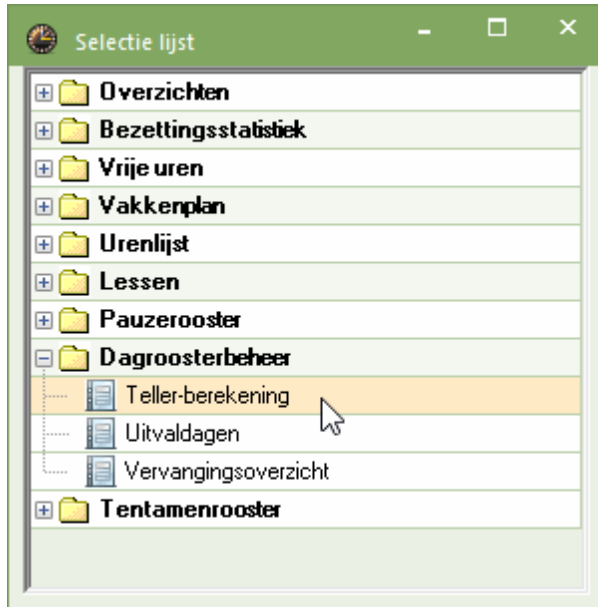 Selectie lijst
Overzichten
Bezettingsstatistiek
Vrije uren
Vakkenplan
Urenlijst
Lessen
Pauzerooster
Dagroosterbeheer
Teller-berekening
Uitvaldagen
Vervangingsoverzicht
Tentamenrooster